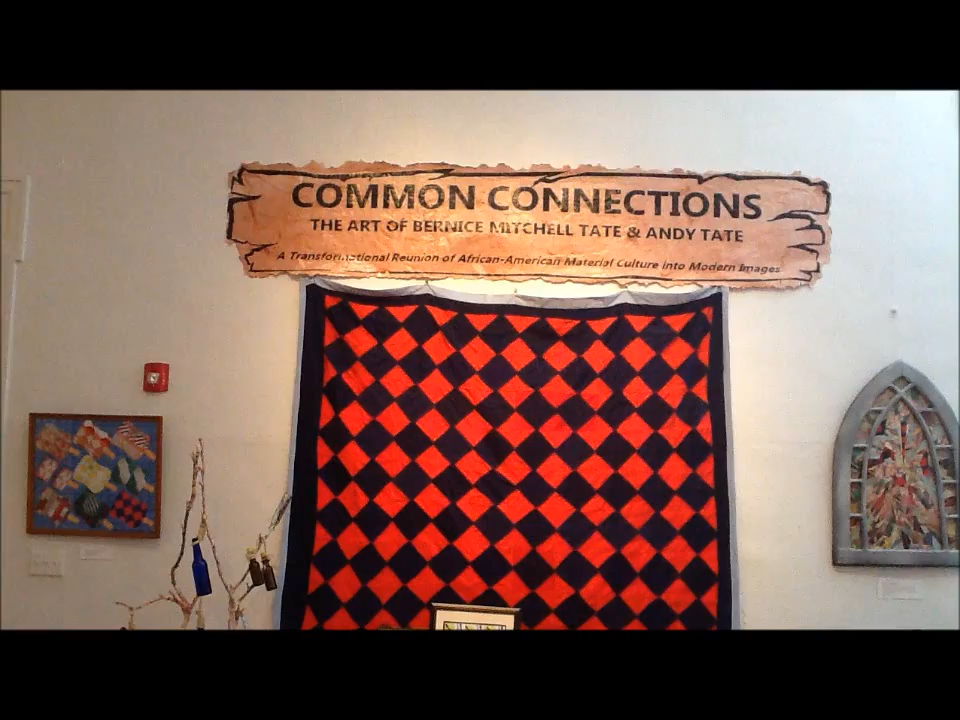 COMMON CONNECTIONS
THE ART OF BERNICE MITCHELL TATE & ANDY TATE
A Transformational Reunion of African-American Material Culture into Modern Images